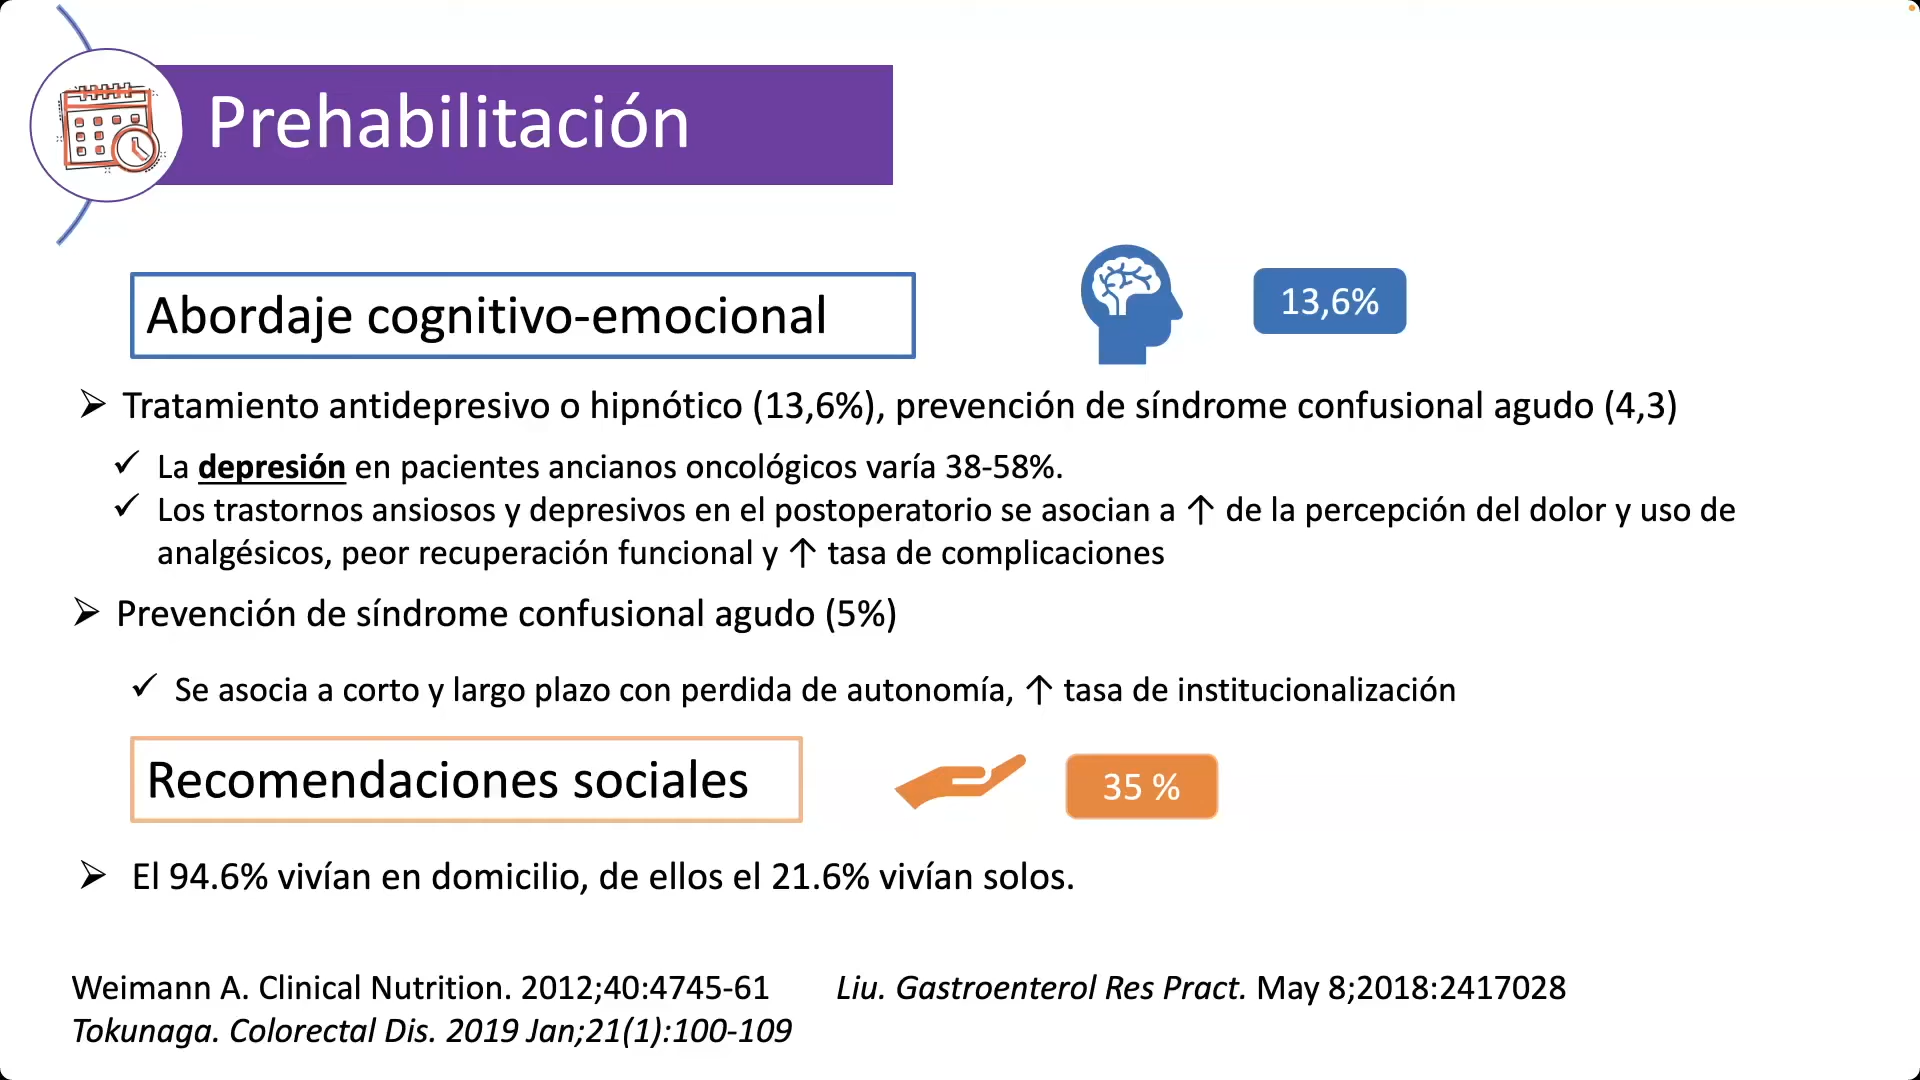 Prehabilitación
Abordaje cognitivo-emocional
13,6%
Tratamiento antidepresivo o hipnótico (13,6%), prevención de síndrome confusional agudo (4,3)
La depresión en pacientes ancianos oncológicos varía 38-58%.
Los trastornos ansiosos y depresivos en el postoperatorio se asocian a ↑ de la percepción del dolor y uso de
analgésicos, peor recuperación funcional y ↑ tasa de complicaciones
Prevención de síndrome confusional agudo (5%)
Se asocia a corto y largo plazo con perdida de autonomía, ↑ tasa de institucionalización
Recomendaciones sociales
35 %
El 94.6% vivían en domicilio, de ellos el 21.6% vivían solos.
Weimann A. Clinical Nutrition. 2012;40:4745-61 Liu. Gastroenterol Res Pract. May 8;2018:2417028
Tokunaga. Colorectal Dis. 2019 Jan;21(1):100-109